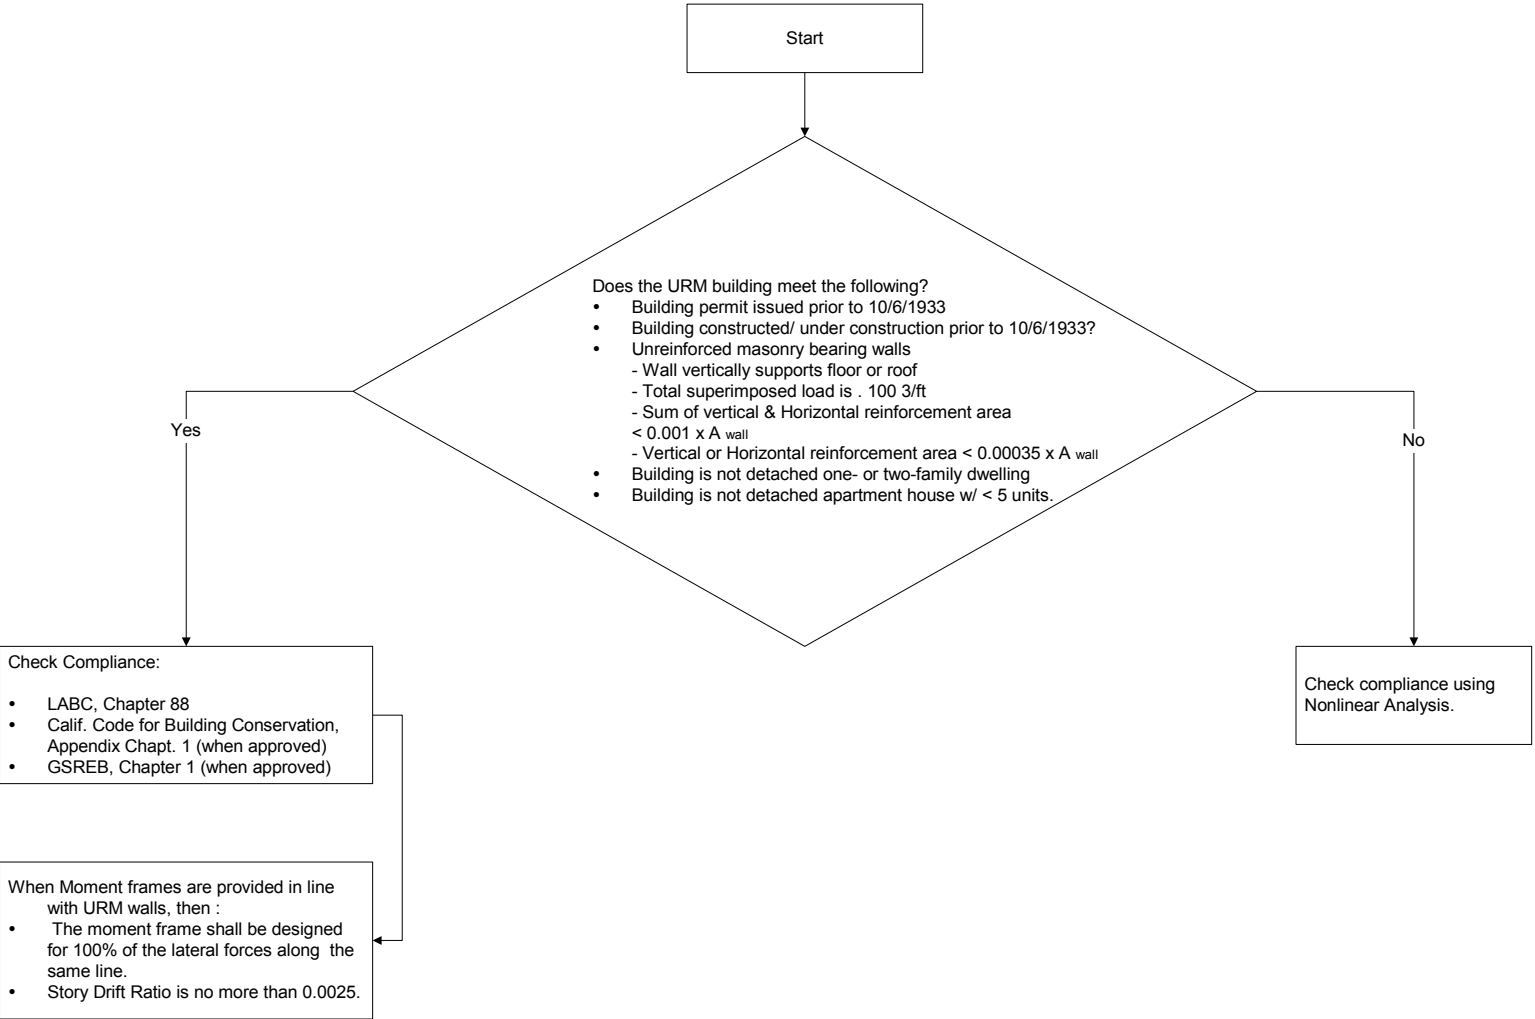 Start
Does the URM building meet the following?
• Building permit issued prior to 10/6/1933
• Building constructed/ under construction prior to 10/6/1933?
• Unreinforced masonry bearing walls
- Wall vertically supports floor or roof
- Total superimposed load is . 100 3/ft
- Sum of vertical & Horizontal reinforcement area
< 0.001 x A wall
- Vertical or Horizontal reinforcement area < 0.00035 x A wall
• Building is not detached one- or two-family dwelling
• Building is not detached apartment house w/ < 5 units.
Yes
No
Check Compliance:
• LABC, Chapter 88
• Calif. Code for Building Conservation,
Appendix Chapt. 1 (when approved)
• GSREB, Chapter 1 (when approved)
Check compliance using
Nonlinear Analysis.
When Moment frames are provided in line
with URM walls, then :
• The moment frame shall be designed
for 100% of the lateral forces along the
same line.
• Story Drift Ratio is no more than 0.0025.